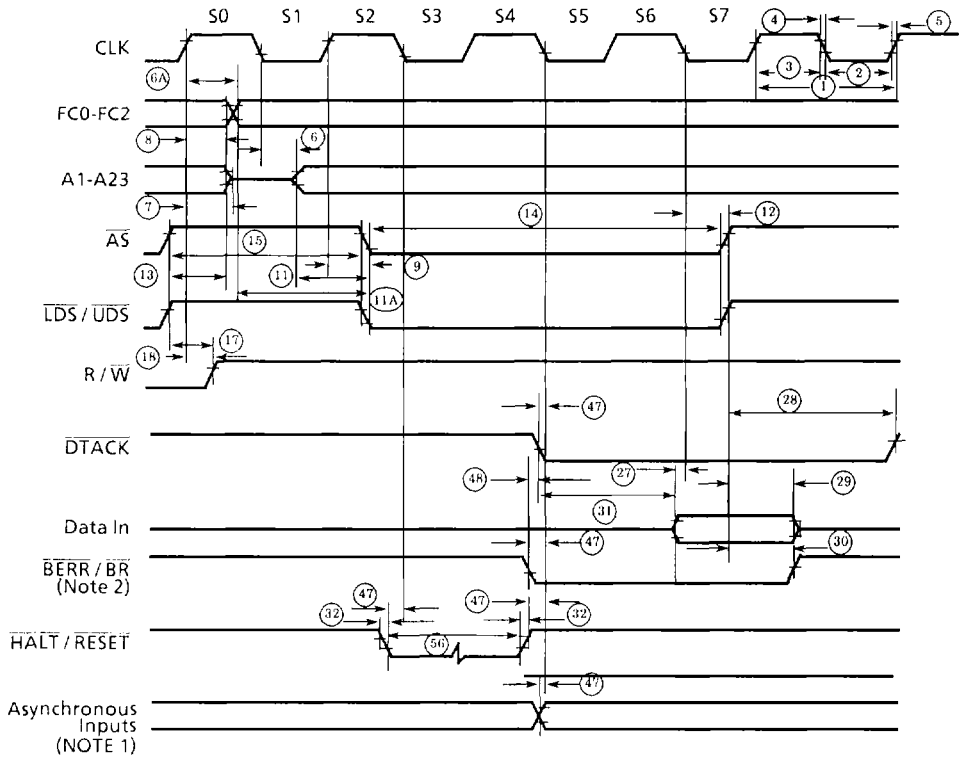 S0 S1 S2 S3 S4 S5 S6 S7
CLK
4
5
3
2
1
6A
FC0-FC2
8
6
A1-A23
7
14
12
AS
15
13
11
9
11A
LDS / UDS
17
18
R / W
28
47
DTACK
27
48
29
31
Data In
47
30
BERR / BR
(Note 2)
47
47
32
32
HALT / RESET
56
47
Asynchronous
Inputs
(NOTE 1)